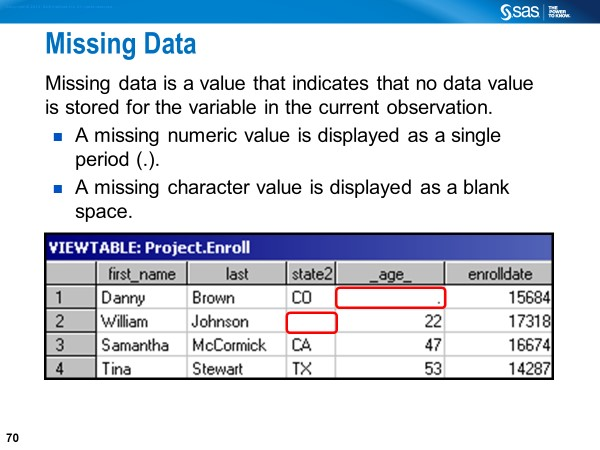 sas THE
POWER
TO KNOW.
Missing Data
Missing data is a value that indicates that no data value
is stored for the variable in the current observation.
A missing numeric value is displayed as a single
period (.).
A missing character value is displayed as a blank
space.
VIEWTABLE: Project.Enroll
first_name last state2 _age_ enrolldate
1 Danny Brown CO . 15684
2 William Johnson 22 17318
3 Samantha McCormick CA 47 16674
4 Tina Stewart TX 53 14287
70